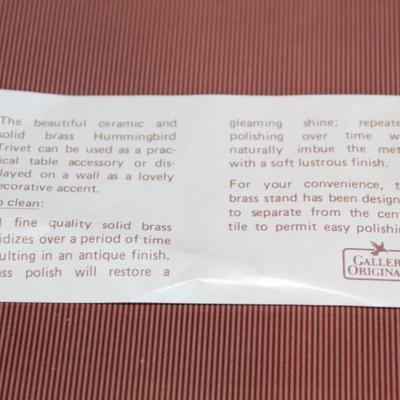 The beautiful ceramic and
solid brass Hummingbird
Trivet can be used as a prac-
ical table accessory or dis-
layed on a wall as a lovely
ecorative accent.
o clean:
l fine quality solid brass
idizes over a period of time
ulting in an antique finish.
ass polish will restore a
gleaming shine; repeate
polishing over time w
naturally imbue the met
with a soft lustrous finish.
For your convenience, t
brass stand has been design
to separate from the cent
tile to permit easy polishin
GALLER
ORIGINA